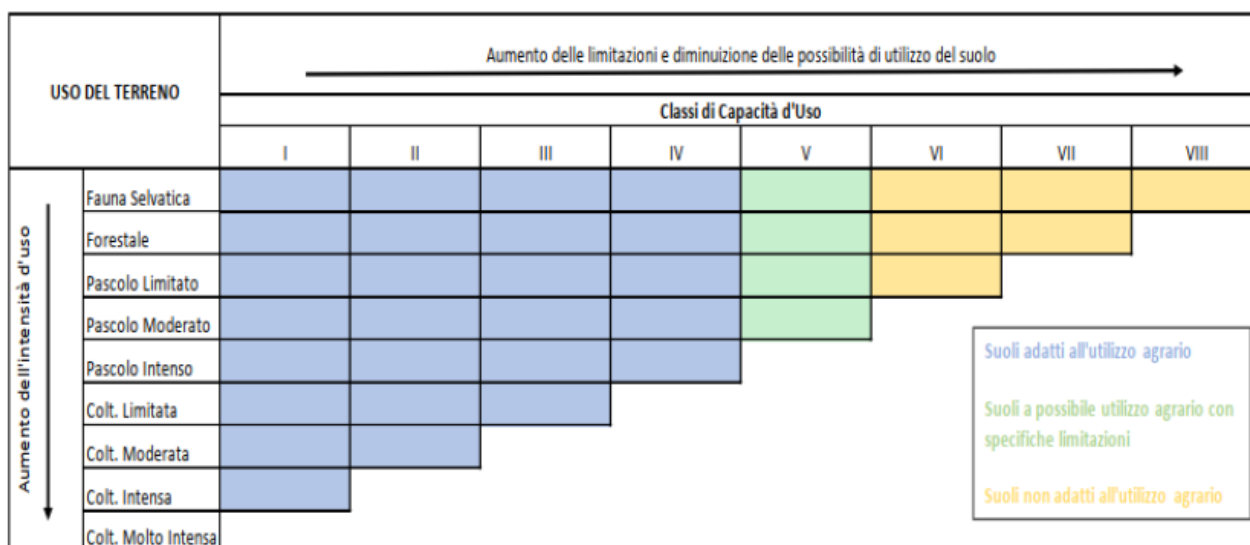 Aumento delle limitazioni e diminuizione delle possibilità di utilizzo del suolo
USO DEL TERRENO
Classi di Capacità d'Uso
I II III IV V VI VII VIII
Aumento dell'intensità d'uso
Fauna Selvatica
Forestale
Pascolo Limitato
Pascolo Moderato
Pascolo Intenso
Colt. Limitata
Colt. Moderata
Colt. Intensa
Colt. Molto Intensa
Suoli adatti all'utilizzo agrario
Suoli a possibile utilizzo agrario con
specifiche limitazioni
Suoli non adatti all'utilizzo agrario